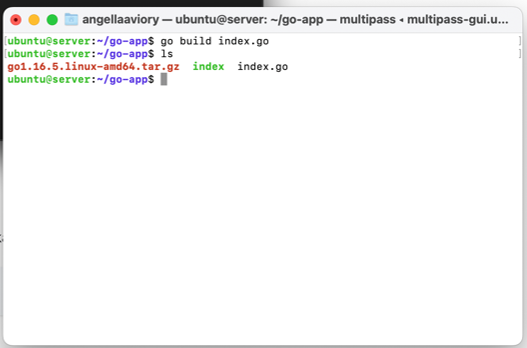 angellaaviory — ubuntu@server: ~/go-app — multipass ◂ multipass-gui.u...
[ubuntu@server:~/go-app$ go build index.go ]
[ubuntu@server:~/go-app$ ls ]
go1.16.5.linux-amd64.tar.gz  index  index.go
ubuntu@server:~/go-app$